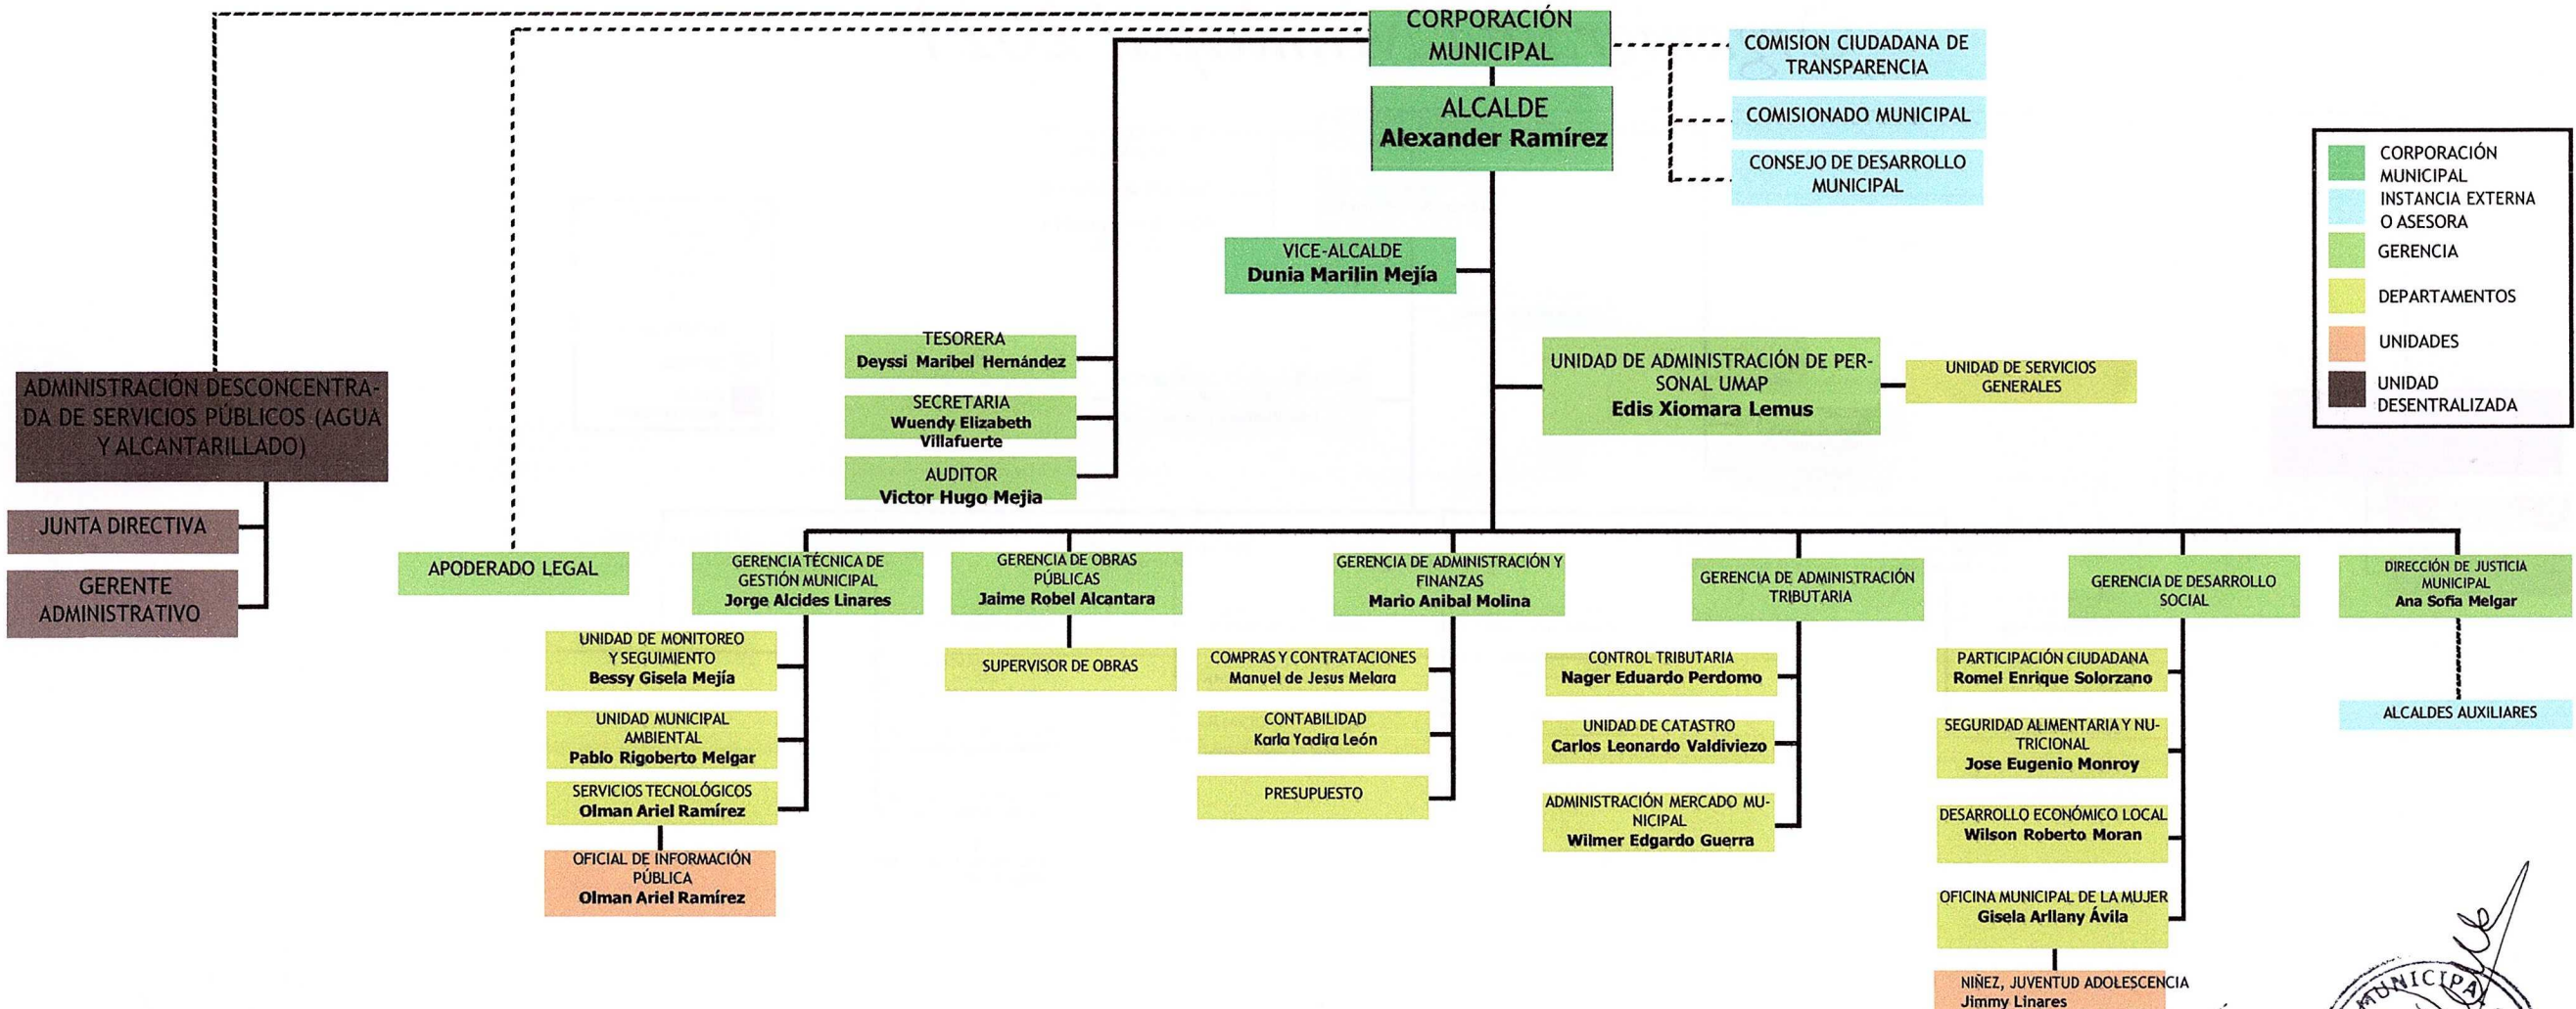 CORPORACIÓN
MUNICIPAL
ALCALDE
Alexander Ramírez
COMISION CIUDADANA DE
TRANSPARENCIA
COMISIONADO MUNICIPAL
CONSEJO DE DESARROLLO
MUNICIPAL
CORPORACIÓN
MUNICIPAL
INSTANCIA EXTERNA
O ASESORA
GERENCIA
DEPARTAMENTOS
UNIDADES
UNIDAD
DESENTRALIZADA
VICE-ALCALDE
Dunia Marilin Mejía
TESORERA
Deyssi Maribel Hernández
SECRETARIA
Wuendy Elizabeth
Villafuerte
AUDITOR
Victor Hugo Mejia
UNIDAD DE ADMINISTRACIÓN DE PER-
SONAL UMAP
Edis Xiomara Lemus
UNIDAD DE SERVICIOS
GENERALES
ADMINISTRACIÓN DESCONCENTRA-
DA DE SERVICIOS PÚBLICOS (AGUA
Y ALCANTARILLADO)
JUNTA DIRECTIVA
GERENTE
ADMINISTRATIVO
APODERADO LEGAL
GERENCIA TÉCNICA DE
GESTIÓN MUNICIPAL
Jorge Alcides Linares
UNIDAD DE MONITOREO
Y SEGUIMIENTO
Bessy Gisela Mejía
UNIDAD MUNICIPAL
AMBIENTAL
Pablo Rigoberto Melgar
SERVICIOS TECNOLÓGICOS
Olman Ariel Ramírez
OFICIAL DE INFORMACIÓN
PÚBLICA
Olman Ariel Ramírez
GERENCIA DE OBRAS
PÚBLICAS
Jaime Robel Alcantara
SUPERVISOR DE OBRAS
GERENCIA DE ADMINISTRACIÓN Y
FINANZAS
Mario Anibal Molina
COMPRAS Y CONTRATACIONES
Manuel de Jesus Melara
CONTABILIDAD
Karla Yadira León
PRESUPUESTO
GERENCIA DE ADMINISTRACIÓN
TRIBUTARIA
CONTROL TRIBUTARIA
Nager Eduardo Perdomo
UNIDAD DE CATASTRO
Carlos Leonardo Valdiviezo
ADMINISTRACIÓN MERCADO MU-
NICIPAL
Wilmer Edgardo Guerra
GERENCIA DE DESARROLLO
SOCIAL
PARTICIPACIÓN CIUDADANA
Romel Enrique Solorzano
SEGURIDAD ALIMENTARIA Y NU-
TRICIONAL
Jose Eugenio Monroy
DESARROLLO ECONÓMICO LOCAL
Wilson Roberto Moran
OFICINA MUNICIPAL DE LA MUJER
Gisela Arllany Ávila
NIÑEZ, JUVENTUD ADOLESCENCIA
Jimmy Linares
DIRECCIÓN DE JUSTICIA
MUNICIPAL
Ana Sofia Melgar
ALCALDES AUXILIARES
MUNICIPA